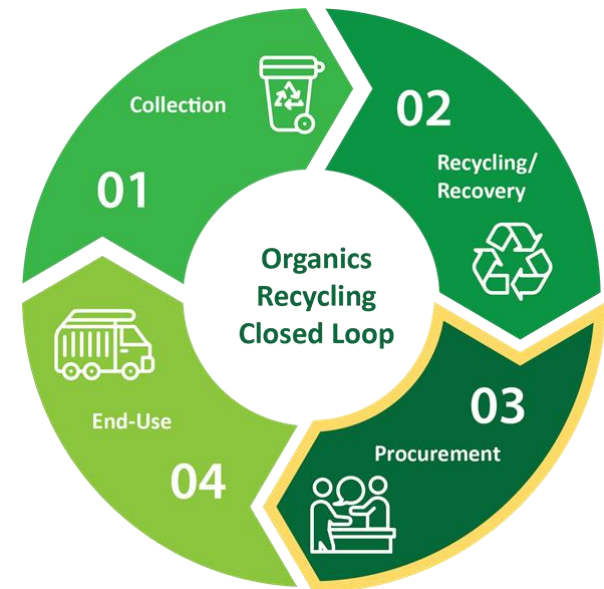 Collection
01
02
Recycling/
Recovery
Organics
Recycling
Closed Loop
03
Procurement
End-Use
04